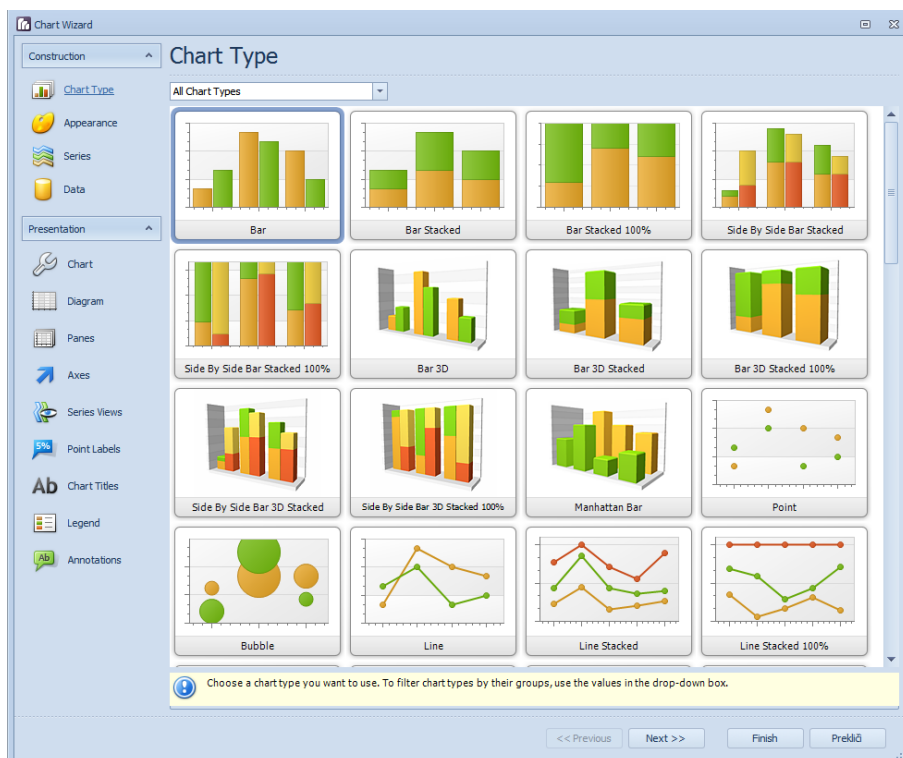 Chart Wizard
Construction
Chart Type
Appearance
Series
Data
Presentation
Chart
Diagram
Panes
Axes
Series Views
5%
Point Labels
Ab
Chart Titles
Legend
Ab
Annotations
Chart Type
All Chart Types
Bar
Bar Stacked
Bar Stacked 100%
Side By Side Bar Stacked
Side By Side Bar Stacked 100%
Bar 3D
Bar 3D Stacked
Bar 3D Stacked 100%
Side By Side Bar 3D Stacked
Side By Side Bar 3D Stacked 100%
Manhattan Bar
Point
Bubble
Line
Line Stacked
Line Stacked 100%
Choose a chart type you want to use. To filter chart types by their groups, use the values in the drop-down box.
<< Previous
Next >>
Finish
Prekliči